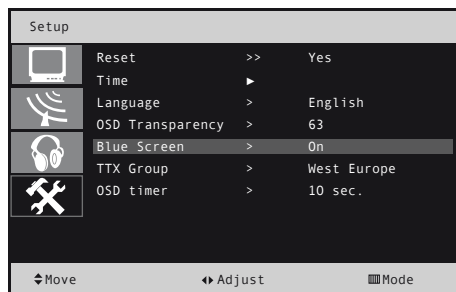 Setup
Reset >> Yes
Time ►
Language > English
OSD Transparency > 63
Blue Screen > On
TTX Group > West Europe
OSD timer > 10 sec.
Move Adjust Mode